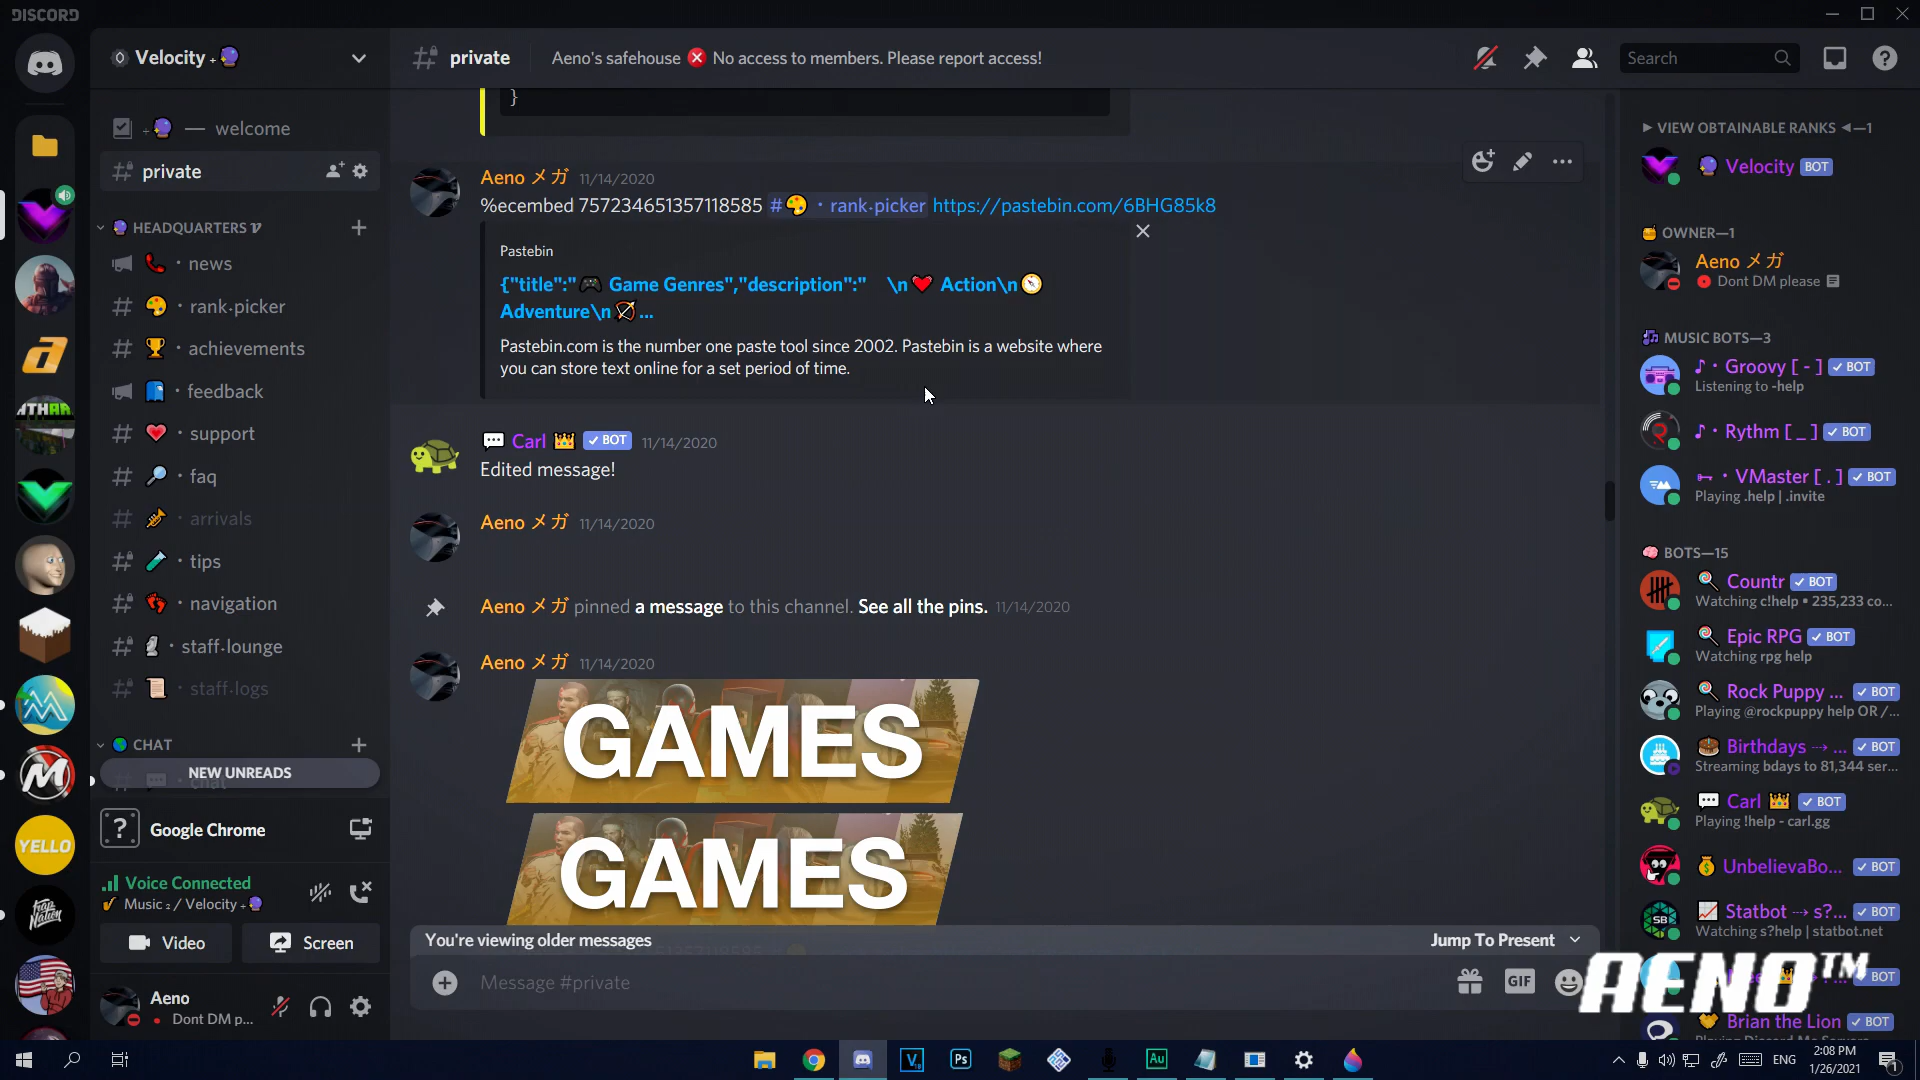 DISCORD
Velocity
private
Aeno's safehouse ❌ No access to members. Please report access!
Search
— welcome
private
HEADQUARTERS
news
rank.picker
achievements
feedback
support
faq
arrivals
tips
navigation
staff.lounge
staff.logs
CHAT
NEW UNREADS
Google Chrome
Voice Connected
Music 2 / Velocity
Video
Screen
Aeno
Dont DM p...
}
Aeno メガ 11/14/2020
%ecembed 757234651357118585 #🎨・rank.picker https://pastebin.com/6BHG85k8
Pastebin
{"title":"🎮 Game Genres","description":" \n❤️ Action\n🧭
Adventure\n🏹...
Pastebin.com is the number one paste tool since 2002. Pastebin is a website where
you can store text online for a set period of time.
💬 Carl 👑 ✓ BOT 11/14/2020
Edited message!
Aeno メガ 11/14/2020
Aeno メガ pinned a message to this channel. See all the pins. 11/14/2020
Aeno メガ 11/14/2020
GAMES
GAMES
You're viewing older messages
Jump To Present
Message #private
GIF
VIEW OBTAINABLE RANKS ◄—1
Velocity BOT
OWNER—1
Aeno メガ
Dont DM please
MUSIC BOTS—3
♪・Groovy [ - ] ✓ BOT
Listening to -help
♪・Rythm [ _ ] ✓ BOT
・VMaster [ . ] ✓ BOT
Playing .help | .invite
BOTS—15
Countr ✓ BOT
Watching c!help • 235,233 co...
Epic RPG ✓ BOT
Watching rpg help
Rock Puppy ... ✓ BOT
Playing @rockpuppy help OR /...
Birthdays ⇢ ... ✓ BOT
Streaming bdays to 81,344 ser...
Carl 👑 ✓ BOT
Playing !help - carl.gg
UnbelievaBo... ✓ BOT
Statbot ⇢ s?... ✓ BOT
Watching s?help | statbot.net
✓ BOT
Brian the Lion ✓ BOT
AENO™
MTHAR
YELLO
TRAP NATION
SB
V
Ps
Au
ENG
2:08 PM
1/26/2021
1